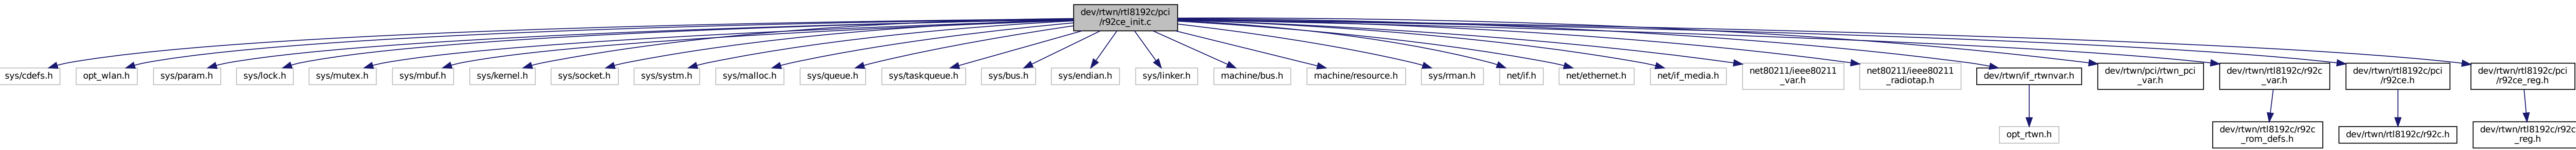 dev/rtwn/rtl8192c/pci
/r92ce_init.c
sys/cdefs.h
opt_wlan.h
sys/param.h
sys/lock.h
sys/mutex.h
sys/mbuf.h
sys/kernel.h
sys/socket.h
sys/systm.h
sys/malloc.h
sys/queue.h
sys/taskqueue.h
sys/bus.h
sys/endian.h
sys/linker.h
machine/bus.h
machine/resource.h
sys/rman.h
net/if.h
net/ethernet.h
net/if_media.h
net80211/ieee80211
_var.h
net80211/ieee80211
_radiotap.h
dev/rtwn/if_rtwnvar.h
dev/rtwn/pci/rtwn_pci
_var.h
dev/rtwn/rtl8192c/r92c
_var.h
dev/rtwn/rtl8192c/pci
/r92ce.h
dev/rtwn/rtl8192c/pci
/r92ce_reg.h
opt_rtwn.h
dev/rtwn/rtl8192c/r92c
_rom_defs.h
dev/rtwn/rtl8192c/r92c.h
dev/rtwn/rtl8192c/r92c
_reg.h